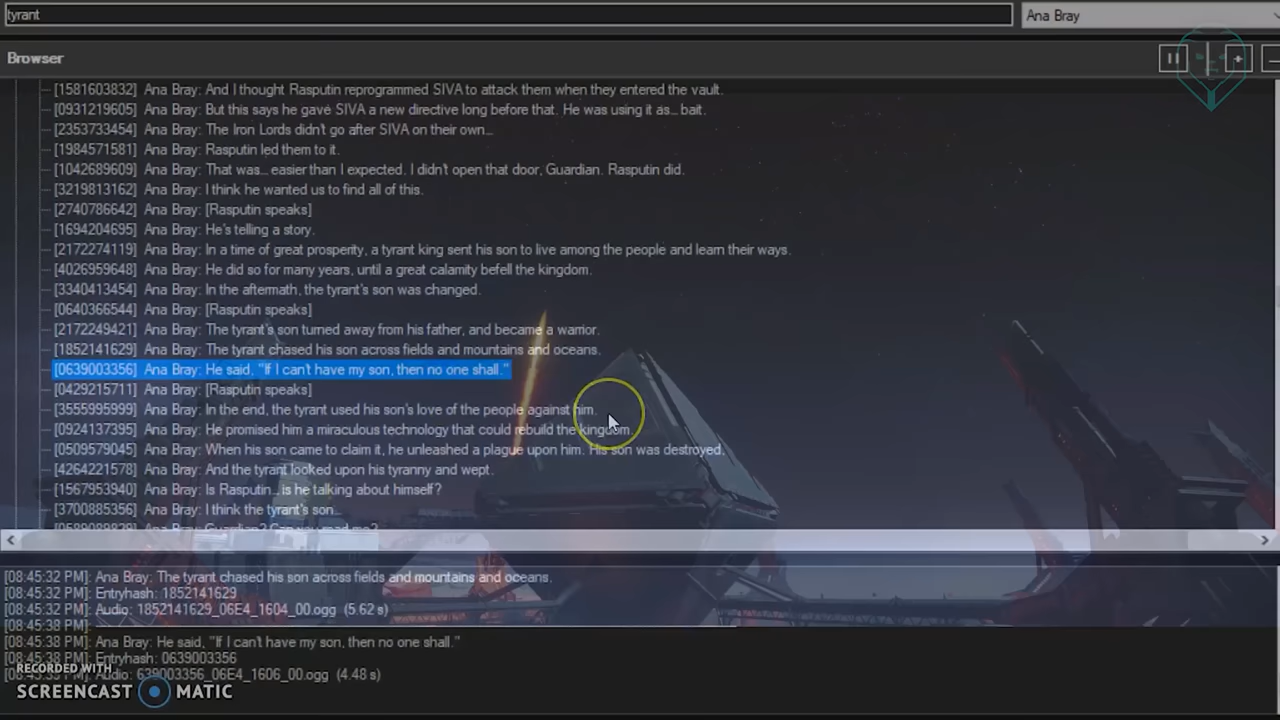 tyrant
Ana Bray
Browser
[1581603832] Ana Bray: And I thought Rasputin reprogrammed SIVA to attack them when they entered the vault.
[0931219605] Ana Bray: But this says he gave SIVA a new directive long before that. He was using it as... bait.
[2353733454] Ana Bray: The Iron Lords didn't go after SIVA on their own...
[1984571581] Ana Bray: Rasputin led them to it.
[1042689609] Ana Bray: That was... easier than I expected. I didn't open that door, Guardian. Rasputin did.
[3219813162] Ana Bray: I think he wanted us to find all of this.
[2740786642] Ana Bray: [Rasputin speaks]
[1694204695] Ana Bray: He's telling a story.
[2172274119] Ana Bray: In a time of great prosperity, a tyrant king sent his son to live among the people and learn their ways.
[4026959648] Ana Bray: He did so for many years, until a great calamity befell the kingdom.
[3340413454] Ana Bray: In the aftermath, the tyrant's son was changed.
[0640366544] Ana Bray: [Rasputin speaks]
[2172249421] Ana Bray: The tyrant's son turned away from his father, and became a warrior.
[1852141629] Ana Bray: The tyrant chased his son across fields and mountains and oceans.
[0639003356] Ana Bray: He said, "If I can't have my son, then no one shall."
[0429215711] Ana Bray: [Rasputin speaks]
[3555995999] Ana Bray: In the end, the tyrant used his son's love of the people against him.
[0924137395] Ana Bray: He promised him a miraculous technology that could rebuild the kingdom.
[0509579045] Ana Bray: When his son came to claim it, he unleashed a plague upon him. His son was destroyed.
[4264221578] Ana Bray: And the tyrant looked upon his tyranny and wept.
[1567953940] Ana Bray: Is Rasputin... is he talking about himself?
[3700885356] Ana Bray: I think the tyrant's son...
[0589089829] Ana Bray: Guardian? Can you read me?
[08:45:32 PM]: Ana Bray: The tyrant chased his son across fields and mountains and oceans.
[08:45:32 PM]: Entryhash: 1852141629
[08:45:32 PM]: Audio: 1852141629_06E4_1604_00.ogg (5.62 s)
[08:45:38 PM]:
[08:45:38 PM]: Ana Bray: He said, "If I can't have my son, then no one shall."
[08:45:38 PM]: Entryhash: 0639003356
[08:45:39 PM]: Audio: 639003356_06E4_1606_00.ogg (4.48 s)
RECORDED WITH
SCREENCAST MATIC